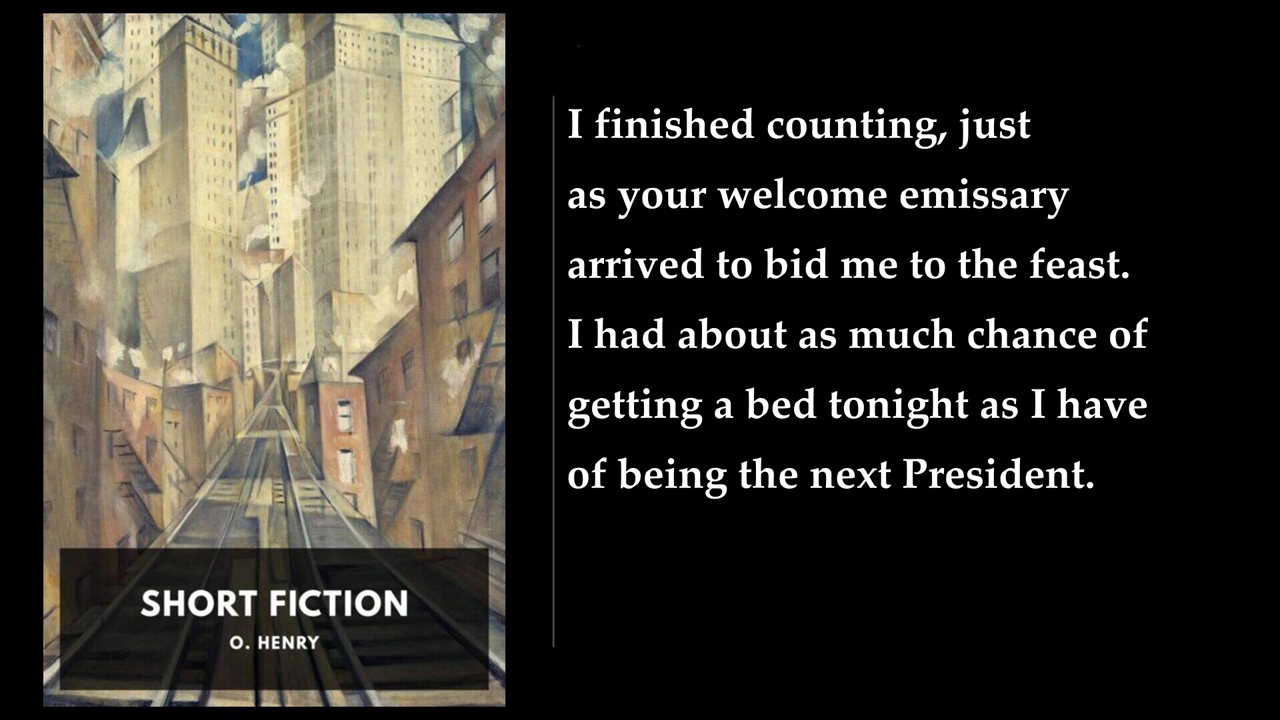 SHORT FICTION
O. HENRY
I finished counting, just
as your welcome emissary
arrived to bid me to the feast.
I had about as much chance of
getting a bed tonight as I have
of being the next President.